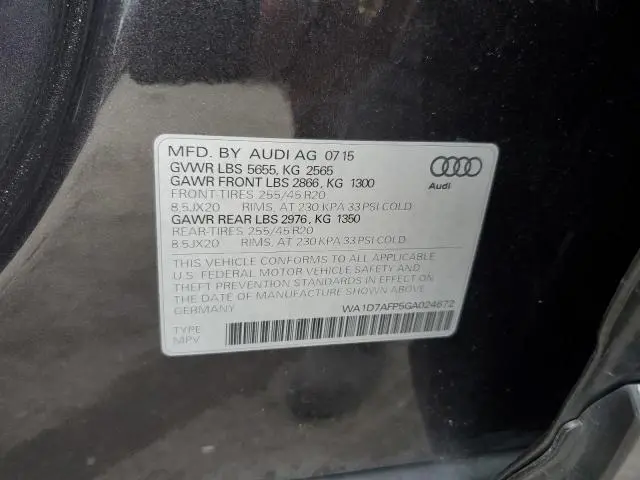 MFD. BY AUDI AG 07 15
GVWR LBS 5655, KG 2565
GAWR FRONT LBS 2866, KG 1300
FRONT-TIRES 255/45 R20
8,5JX20 RIMS, AT 230 KPA 33 PSI COLD
GAWR REAR LBS 2976, KG 1350
REAR-TIRES 255/45 R20
8,5JX20 RIMS, AT 230 KPA 33 PSI COLD
Audi
THIS VEHICLE CONFORMS TO ALL APPLICABLE
U.S. FEDERAL MOTOR VEHICLE SAFETY AND
THEFT PREVENTION STANDARDS IN EFFECT ON
THE DATE OF MANUFACTURE SHOWN ABOVE
GERMANY WA1D7AFP5GA024672
TYPE
MPV